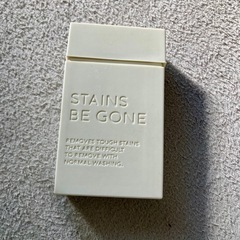 STAINS
BE GONE
REMOVES TOUGH STAINS
THAT ARE DIFFICULT
TO REMOVE WITH
NORMAL WASHING.